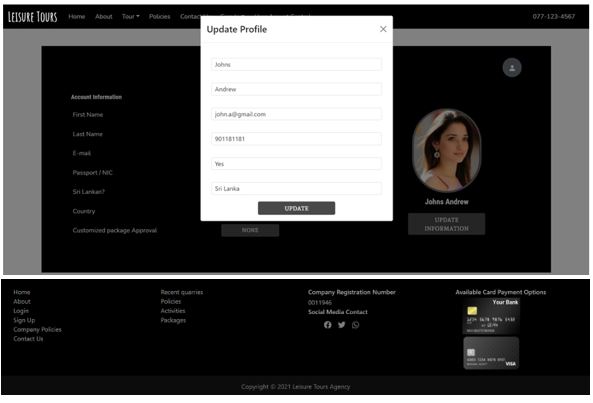 LEISURE TOURS
Home About Tour Policies Contact
077-123-4567
Update Profile
Johns
Andrew
john.a@gmail.com
901181181
Yes
Sri Lanka
UPDATE
Account Information
First Name
Last Name
E-mail
Passport / NIC
Sri Lankan?
Country
Customized package Approval
NONE
Johns Andrew
UPDATE
INFORMATION
Home
About
Login
Sign Up
Company Policies
Contact Us
Recent querries
Policies
Activities
Packages
Company Registration Number
0011946
Social Media Contact
Available Card Payment Options
Your Bank
VISA
Copyright © 2021 Leisure Tours Agency